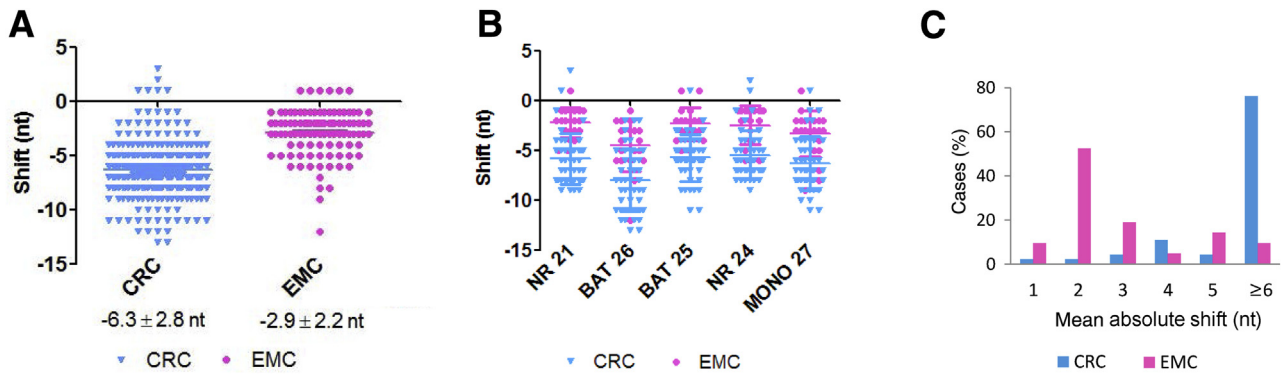 A
5
0
-5
-10
-15
Shift (nt)
CRC
EMC
-6.3 ± 2.8 nt
-2.9 ± 2.2 nt
CRC
EMC
B
5
0
-5
-10
-15
Shift (nt)
NR 21
BAT 26
BAT 25
NR 24
MONO 27
CRC
EMC
C
80
60
40
20
0
Cases (%)
1 2 3 4 5 ≥6
Mean absolute shift (nt)
CRC
EMC